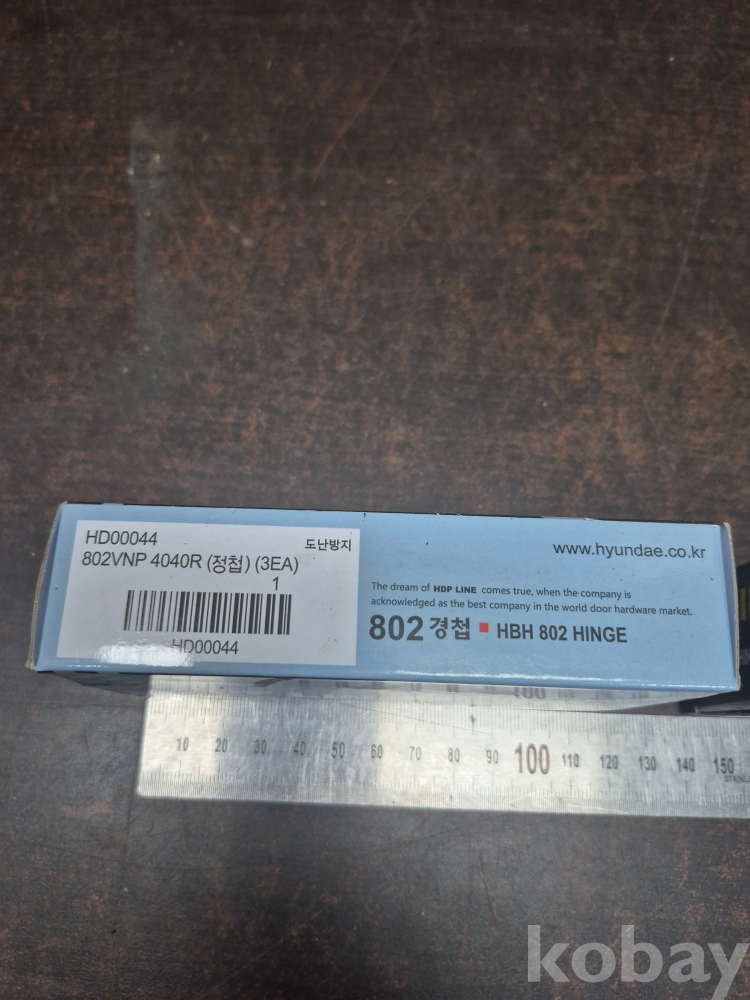 HD00044
도난방지
802VNP 4040R (정첩) (3EA)
1
HD00044
www.hyundae.co.kr
The dream of HDP LINE comes true, when the company is
acknowledged as the best company in the world door hardware market.
802 경첩 ▪ HBH 802 HINGE
10 20 30 40 50 60 70 80 90 100 110 120 130 140 150
kobay